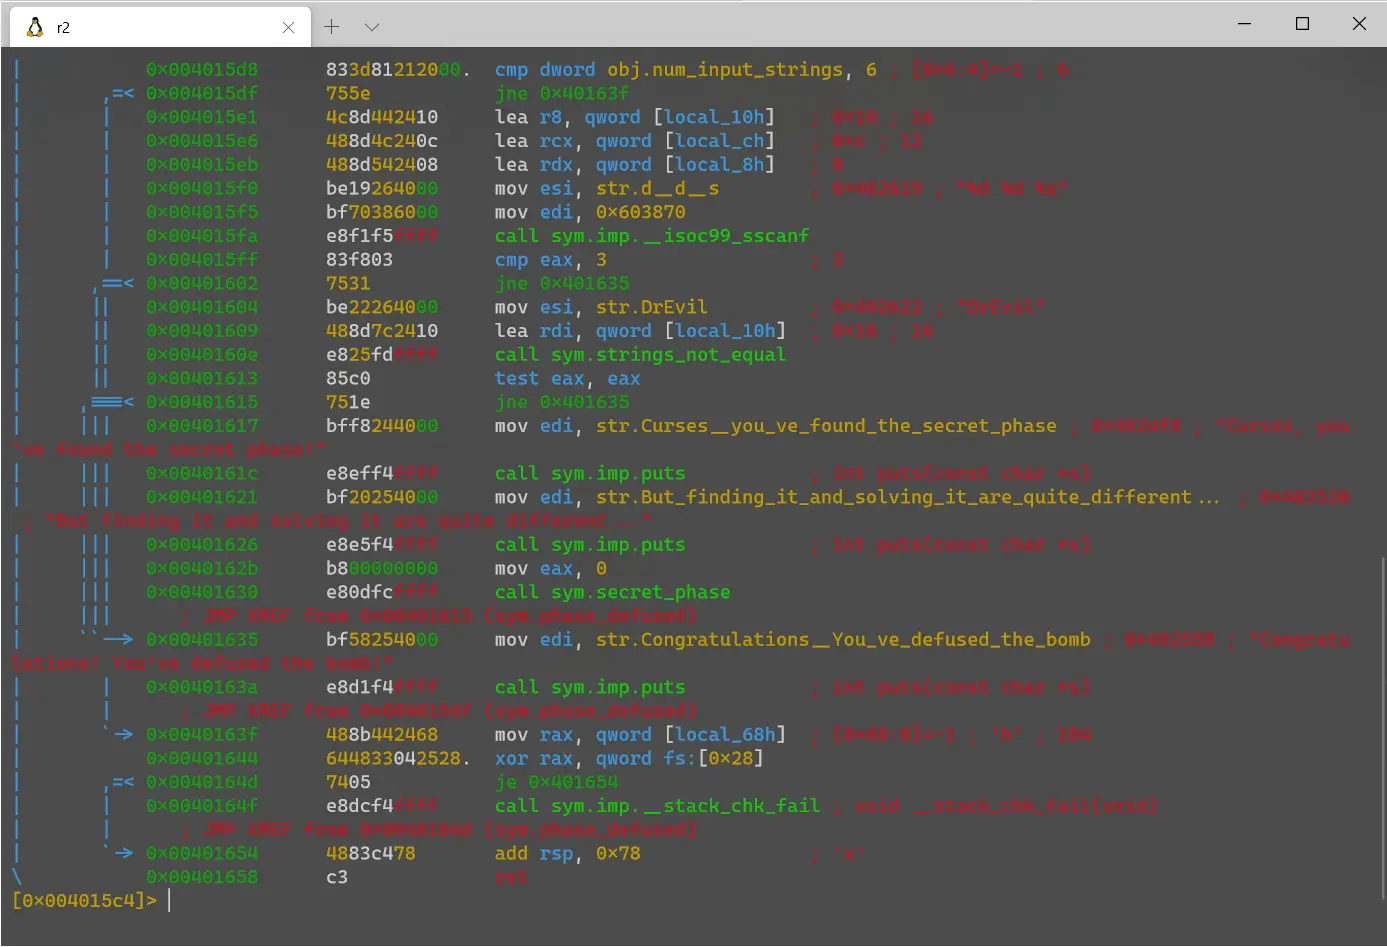 r2
0x004015d8 833d81212000. cmp dword obj.num_input_strings, 6 ; [0x6:4]=-1 ; 6
0x004015df 755e jne 0x40163f
0x004015e1 4c8d442410 lea r8, qword [local_10h] ; 0x10 ; 16
0x004015e6 488d4c240c lea rcx, qword [local_ch] ; 0xc ; 12
0x004015eb 488d542408 lea rdx, qword [local_8h] ; 8
0x004015f0 be19264000 mov esi, str.d__d__s ; 0x402619 ; "%d %d %s"
0x004015f5 bf70386000 mov edi, 0x603870
0x004015fa e8f1f5ffff call sym.imp.__isoc99_sscanf
0x004015ff 83f803 cmp eax, 3 ; 3
0x00401602 7531 jne 0x401635
0x00401604 be22264000 mov esi, str.DrEvil ; 0x402622 ; "DrEvil"
0x00401609 488d7c2410 lea rdi, qword [local_10h] ; 0x10 ; 16
0x0040160e e825fdffff call sym.strings_not_equal
0x00401613 85c0 test eax, eax
0x00401615 751e jne 0x401635
0x00401617 bff8244000 mov edi, str.Curses__you_ve_found_the_secret_phase ; 0x4024f8 ; "Curses, you
've found the secret phase!"
0x0040161c e8eff4ffff call sym.imp.puts ; int puts(const char *s)
0x00401621 bf20254000 mov edi, str.But_finding_it_and_solving_it_are_quite_different... ; 0x402520
; "But finding it and solving it are quite different..."
0x00401626 e8e5f4ffff call sym.imp.puts ; int puts(const char *s)
0x0040162b b800000000 mov eax, 0
0x00401630 e80dfcffff call sym.secret_phase
; JMP XREF from 0x00401615 (sym.phase_defused)
0x00401635 bf58254000 mov edi, str.Congratulations__You_ve_defused_the_bomb ; 0x402558 ; "Congratu
lations! You've defused the bomb!"
0x0040163a e8d1f4ffff call sym.imp.puts ; int puts(const char *s)
; JMP XREF from 0x004015df (sym.phase_defused)
0x0040163f 488b442468 mov rax, qword [local_68h] ; [0x68:8]=-1 ; 'h' ; 104
0x00401644 644833042528. xor rax, qword fs:[0x28]
0x0040164d 7405 je 0x401654
0x0040164f e8dcf4ffff call sym.imp.__stack_chk_fail ; void __stack_chk_fail(void)
; JMP XREF from 0x0040164d (sym.phase_defused)
0x00401654 4883c478 add rsp, 0x78 ; 'x'
0x00401658 c3 ret
[0x004015c4]>